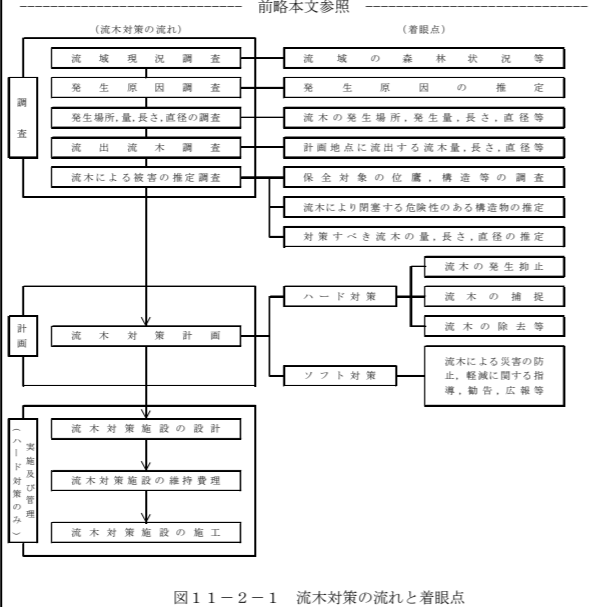 前略本文参照
(流木対策の流れ)
(着眼点)
調査
流域現況調査
流域の森林状況等
発生原因調査
発生原因の推定
発生場所,量,長さ,直径の調査
流木の発生場所,発生量,長さ,直径等
流出流木調査
計画地点に流出する流木量,長さ,直径等
流木による被害の推定調査
保全対象の位鷹,構造等の調査
流木により閉塞する危険性のある構造物の推定
対策すべき流木の量,長さ,直径の推定
計画
流木対策計画
ハード対策
流木の発生抑止
流木の捕捉
流木の除去等
ソフト対策
流木による災害の防
止,軽減に関する指
導,勧告,広報等
実施及び管理
(ハード対策のみ)
流木対策施設の設計
流木対策施設の維持費理
流木対策施設の施工
図11-2-1 流木対策の流れと着眼点